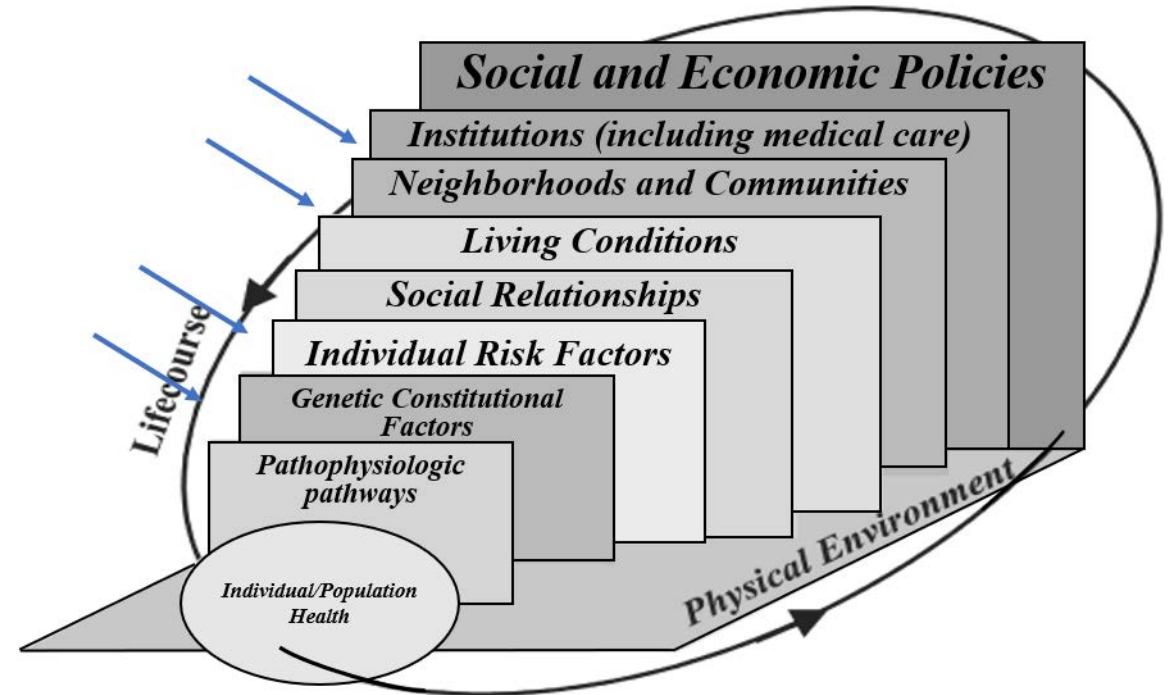 Social and Economic Policies
Institutions (including medical care)
Neighborhoods and Communities
Living Conditions
Social Relationships
Individual Risk Factors
Genetic Constitutional
Factors
Pathophysiologic
pathways
Individual/Population
Health
Lifecourse
Physical Environment